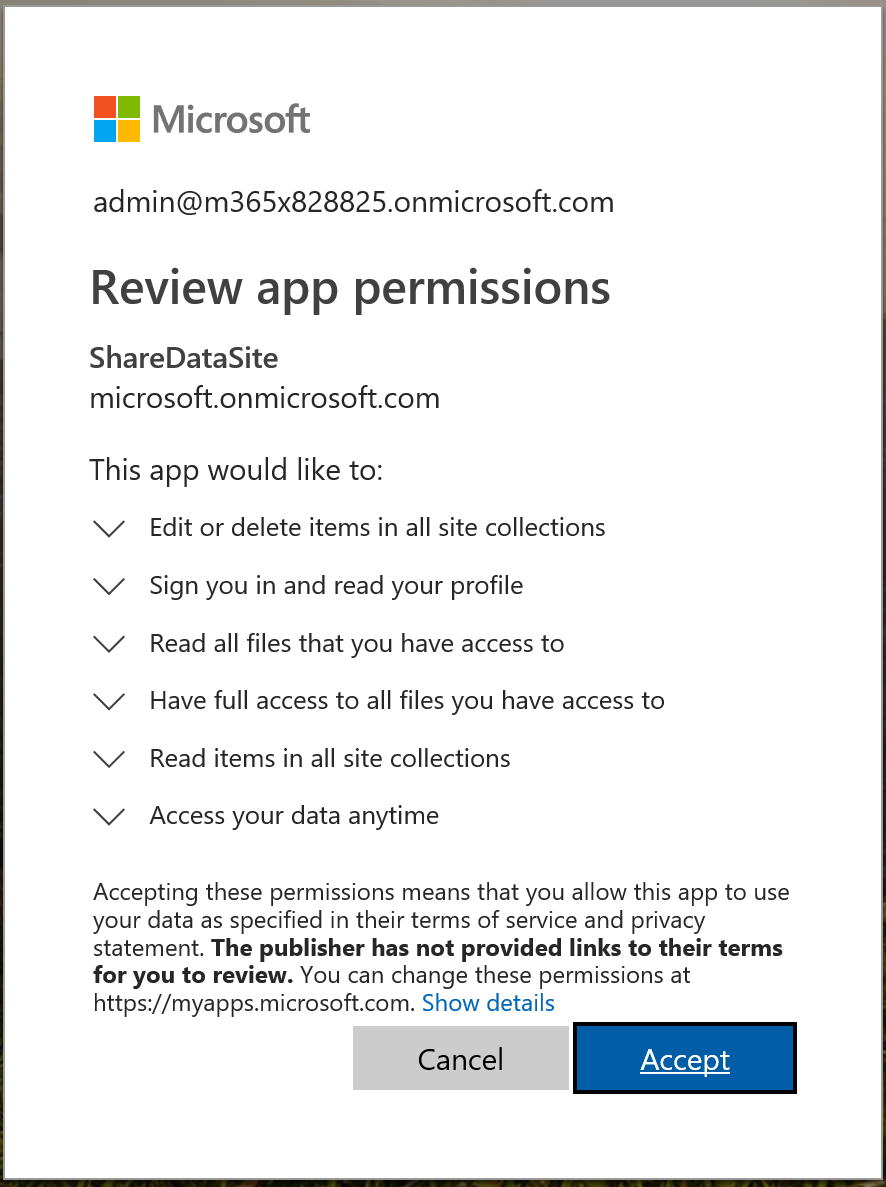 Microsoft
admin@m365x828825.onmicrosoft.com
Review app permissions
ShareDataSite
microsoft.onmicrosoft.com
This app would like to:
Edit or delete items in all site collections
Sign you in and read your profile
Read all files that you have access to
Have full access to all files you have access to
Read items in all site collections
Access your data anytime
Accepting these permissions means that you allow this app to use
your data as specified in their terms of service and privacy
statement. The publisher has not provided links to their terms
for you to review. You can change these permissions at
https://myapps.microsoft.com. Show details
Cancel Accept